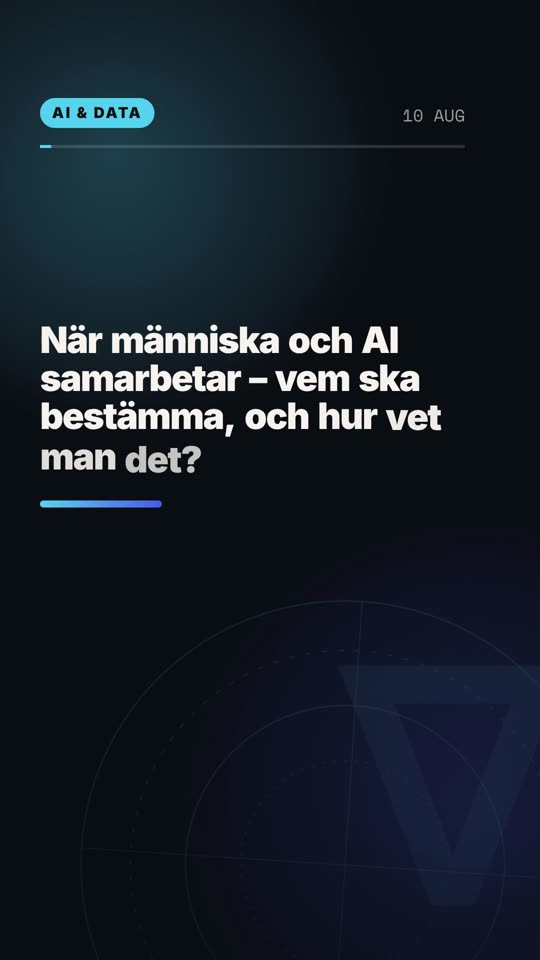 AI & DATA
10 AUG
När människa och AI
samarbetar – vem ska
bestämma, och hur vet
man det?